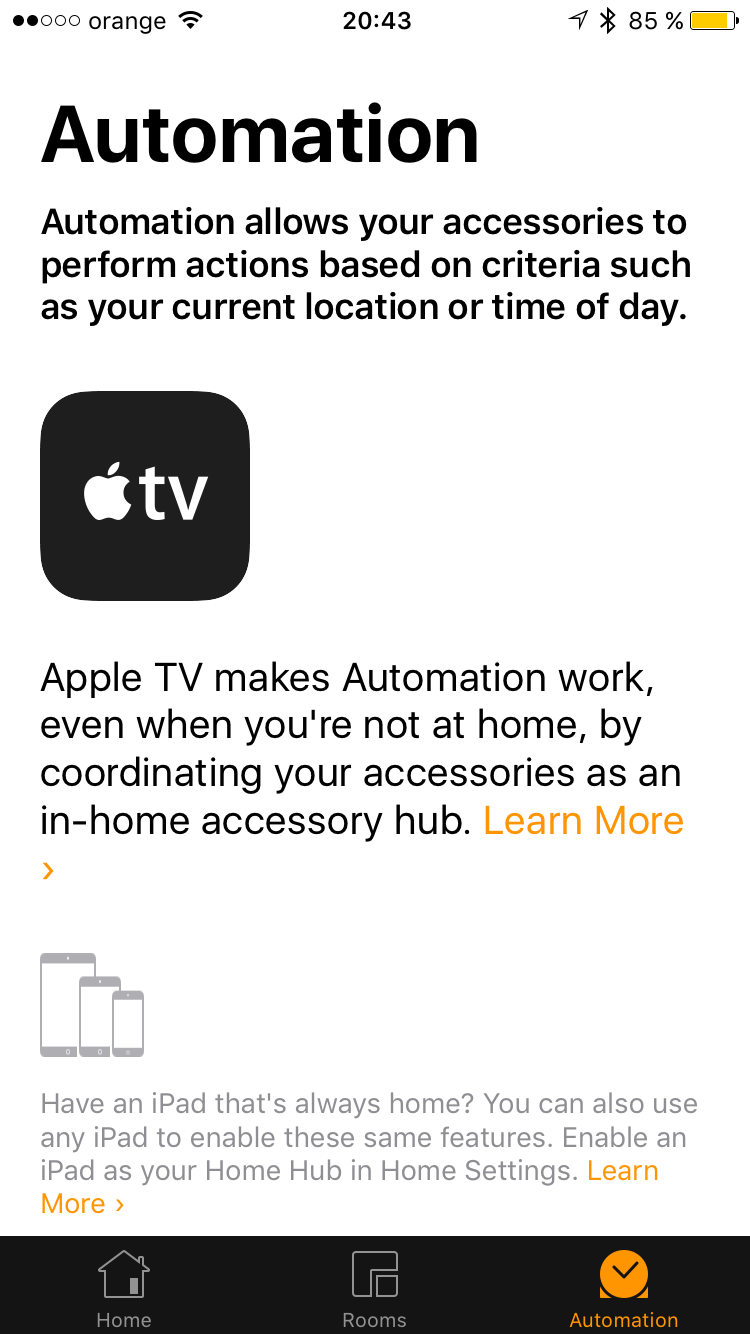 orange 20:43 85 %
Automation
Automation allows your accessories to
perform actions based on criteria such
as your current location or time of day.
tv
Apple TV makes Automation work,
even when you're not at home, by
coordinating your accessories as an
in-home accessory hub. Learn More
›
Have an iPad that's always home? You can also use
any iPad to enable these same features. Enable an
iPad as your Home Hub in Home Settings. Learn
More ›
Home Rooms Automation